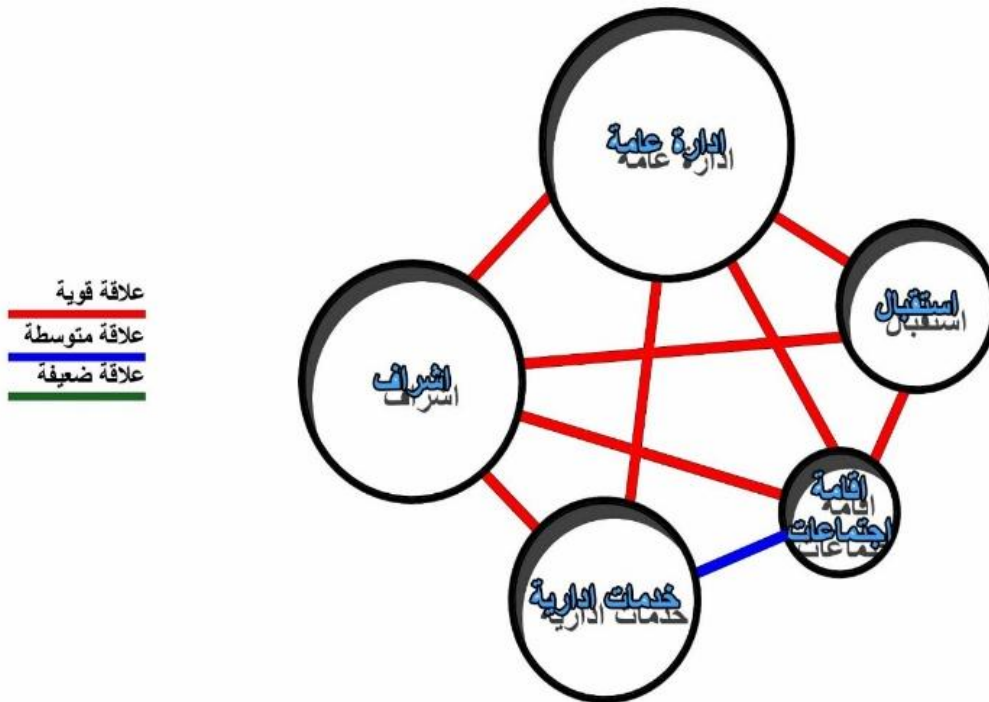 ادارة عامة
استقبال
علاقة قوية
علاقة متوسطة
علاقة ضعيفة
اشراف
اقامة
اجتماعات
خدمات ادارية